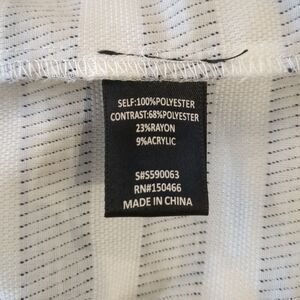 SELF:100%POLYESTER
CONTRAST:68%POLYESTER
23%RAYON
9%ACRYLIC
S#S590063
RN#150466
MADE IN CHINA